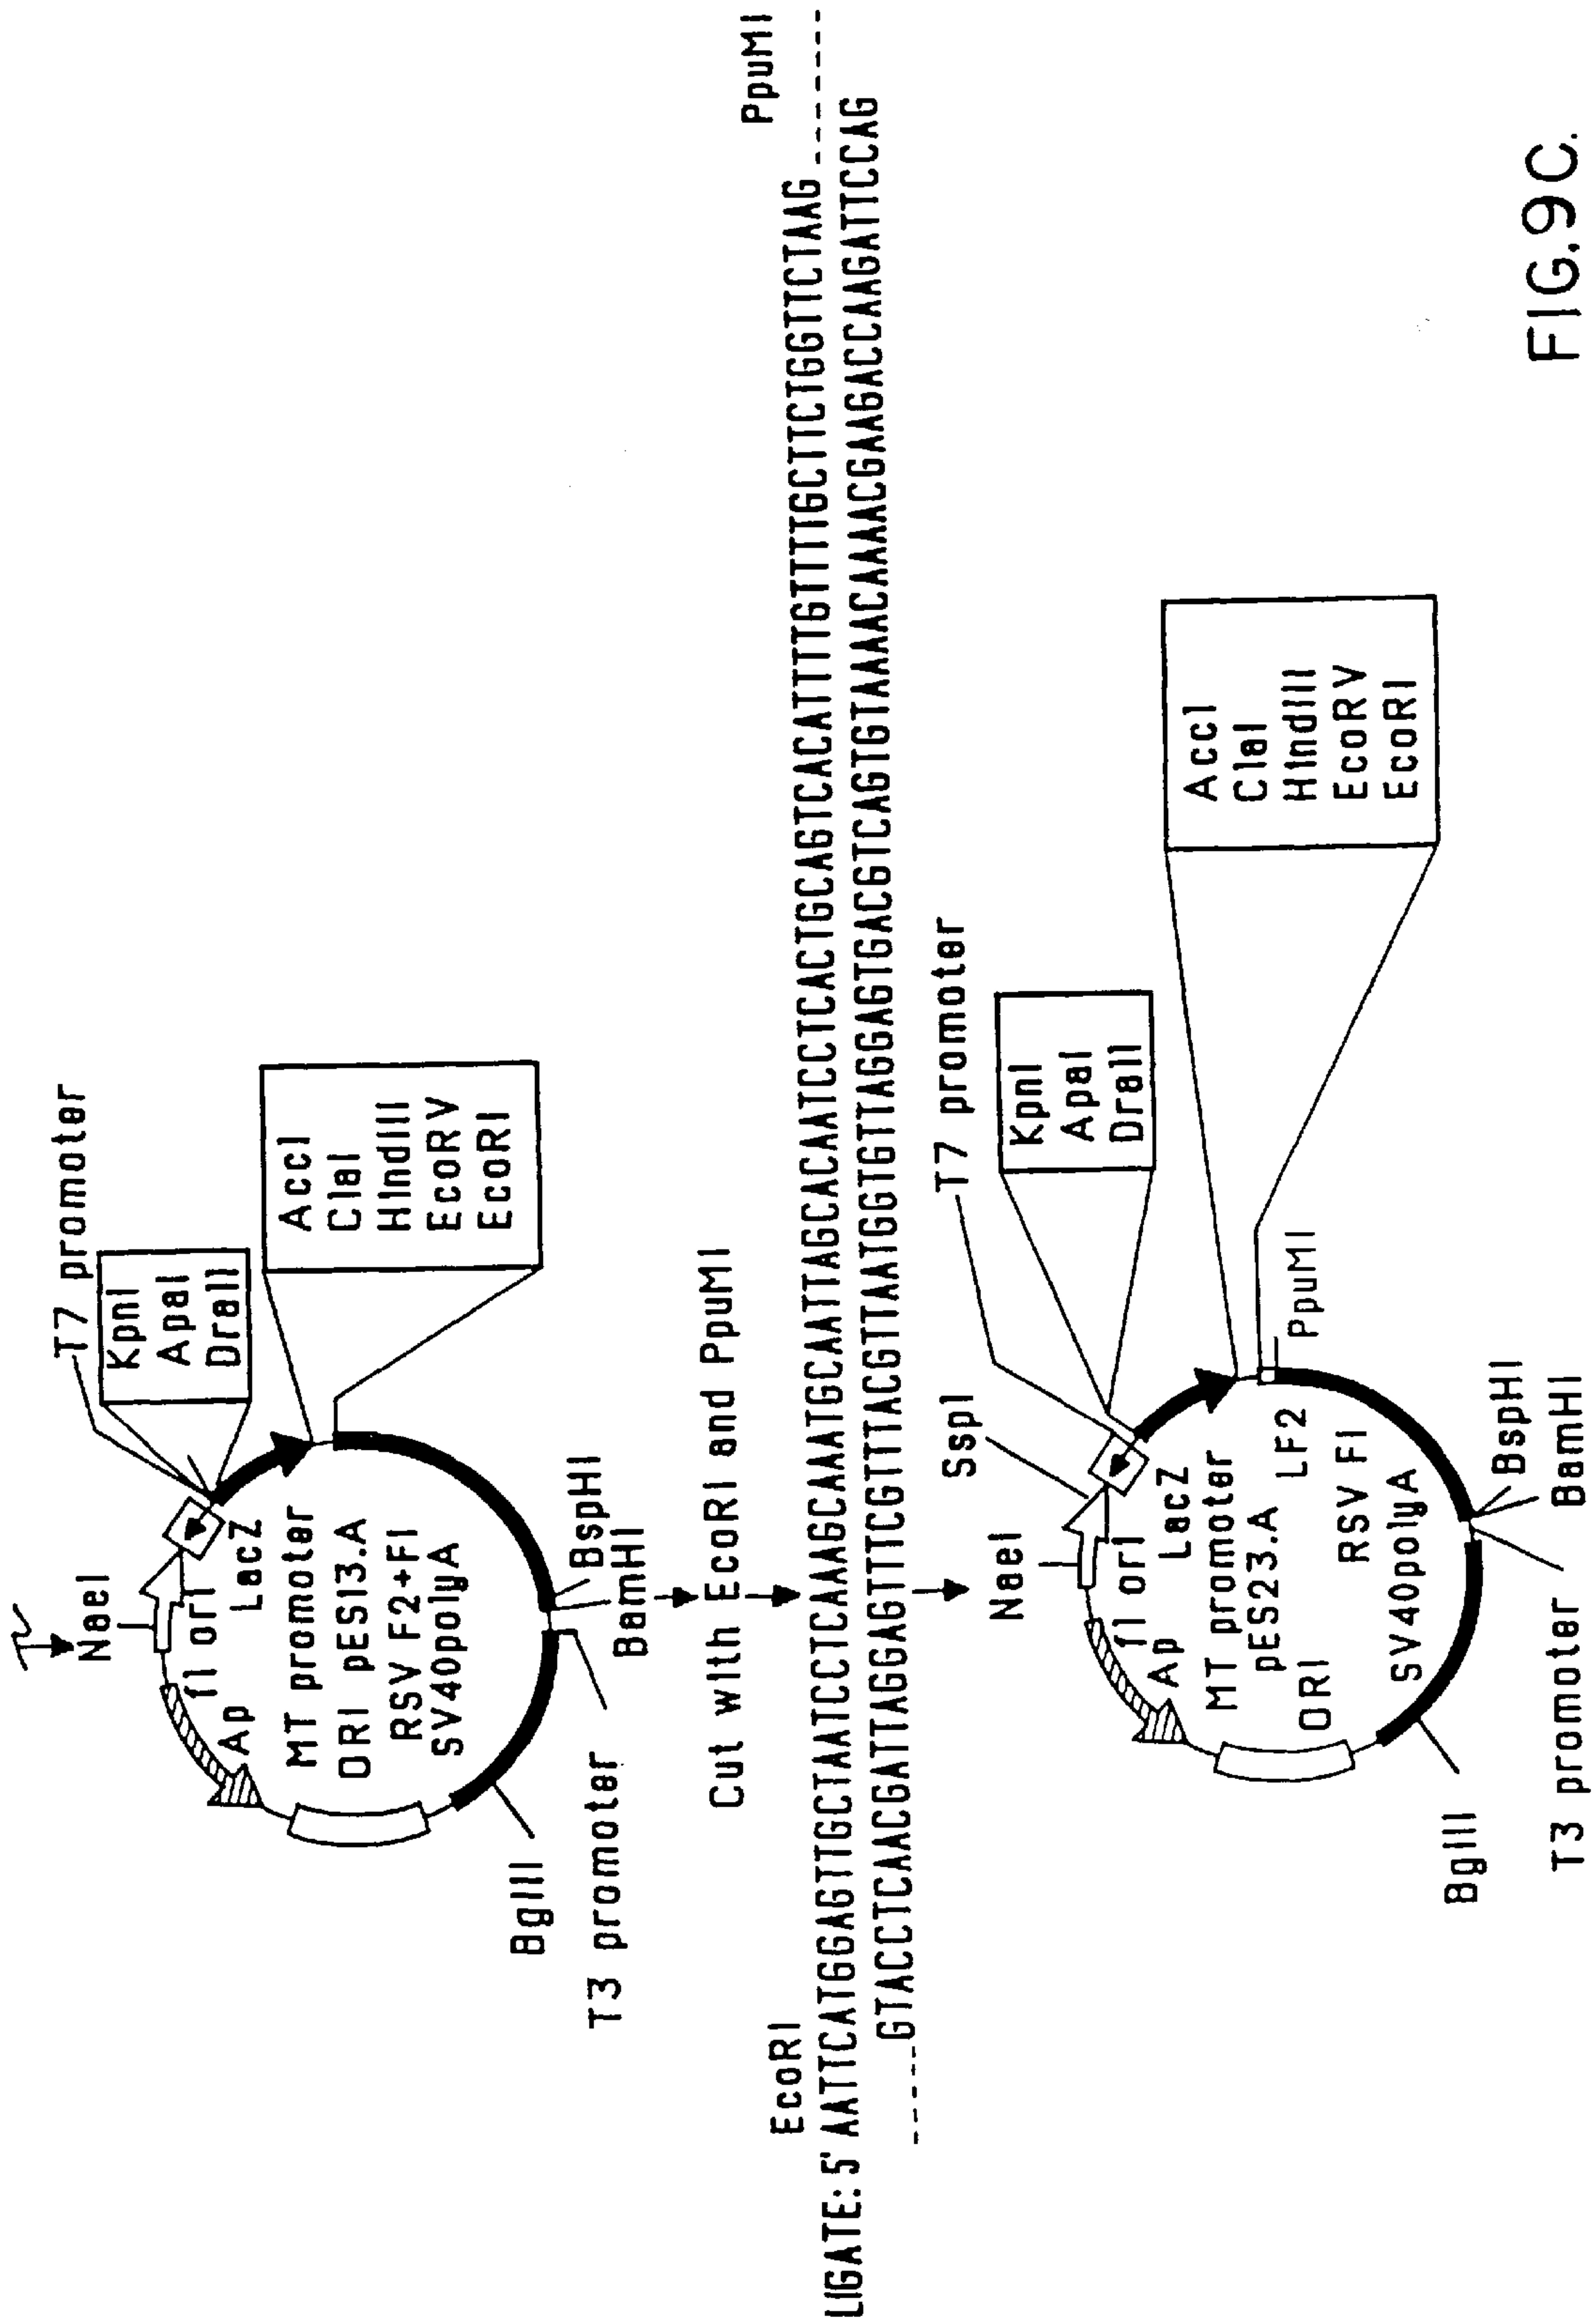 NaeI
T7 promoter
KpnI
ApaI
DraII
AccI
ClaI
HindIII
EcoRV
EcoRI
Ap
f1 ori
LacZ
MT promoter
ORI pES13.A
RSV F2+F1
SV40polyA
BglII
T3 promoter
BspHI
BamHI
Cut with EcoRI and PpuMI
EcoRI
PpuMI
LIGATE: 5' AATTCATGGAGTTGCTAATCCTCAAAGCAAATGCAATTAGCACAATCCTCACTGCAGTCACATTTTGTTTTGCTTCTGGTTCTAAG ------
-----GTACCTCAACGATTAGGAGTTTCGTTTACGTTAATGGTGTTAGGAGTGACGTCAGTGTAAAACAAAACGAAGACCAAGATTCCAG
NaeI
SspI
T7 promoter
KpnI
ApaI
DraII
AccI
ClaI
HindIII
EcoRV
EcoRI
Ap
f1 ori
LacZ
MT promoter
pES23.A
ORI
LF2
PpuMI
RSV F1
SV40polyA
BglII
T3 promoter
BspHI
BamHI
FIG.9C.